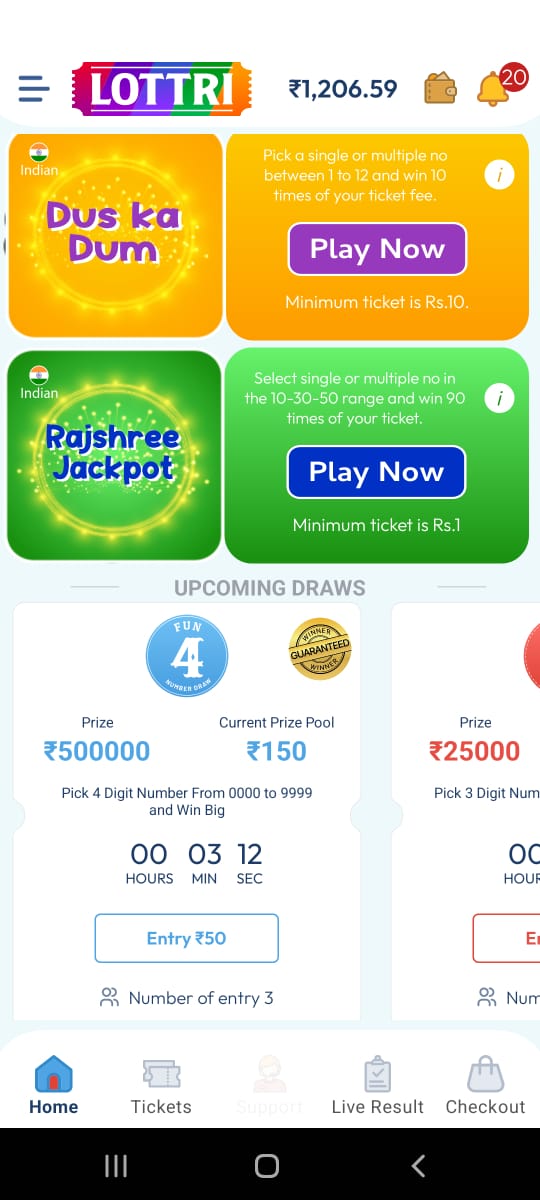 LOTTRI
₹1,206.59
20
Indian
Dus ka
Dum
Pick a single or multiple no
between 1 to 12 and win 10
times of your ticket fee.
i
Play Now
Minimum ticket is Rs.10.
Indian
Rajshree
Jackpot
Select single or multiple no in
the 10-30-50 range and win 90
times of your ticket.
i
Play Now
Minimum ticket is Rs.1
UPCOMING DRAWS
FUN
4
NUMBER DRAW
WINNER
GUARANTEED
WINNER
Prize
Current Prize Pool
₹500000
₹150
Pick 4 Digit Number From 0000 to 9999
and Win Big
00 03 12
HOURS MIN SEC
Entry ₹50
Number of entry 3
Prize
₹25000
Pick 3 Digit Num
00
HOUR
Er
Num
Home
Tickets
Support
Live Result
Checkout